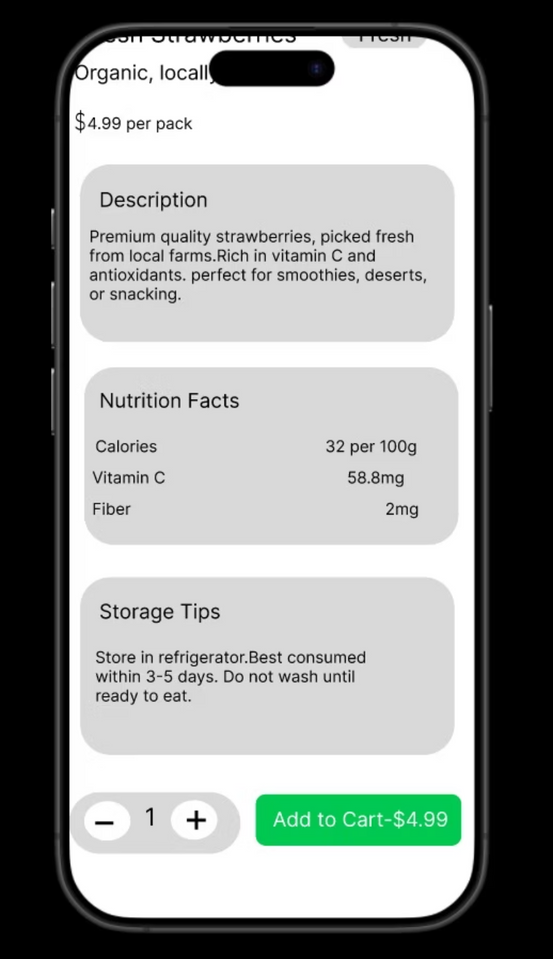 Fresh Strawberries Fresh
Organic, locally
$4.99 per pack
Description
Premium quality strawberries, picked fresh
from local farms.Rich in vitamin C and
antioxidants. perfect for smoothies, deserts,
or snacking.
Nutrition Facts
Calories 32 per 100g
Vitamin C 58.8mg
Fiber 2mg
Storage Tips
Store in refrigerator.Best consumed
within 3-5 days. Do not wash until
ready to eat.
− 1 +
Add to Cart-$4.99